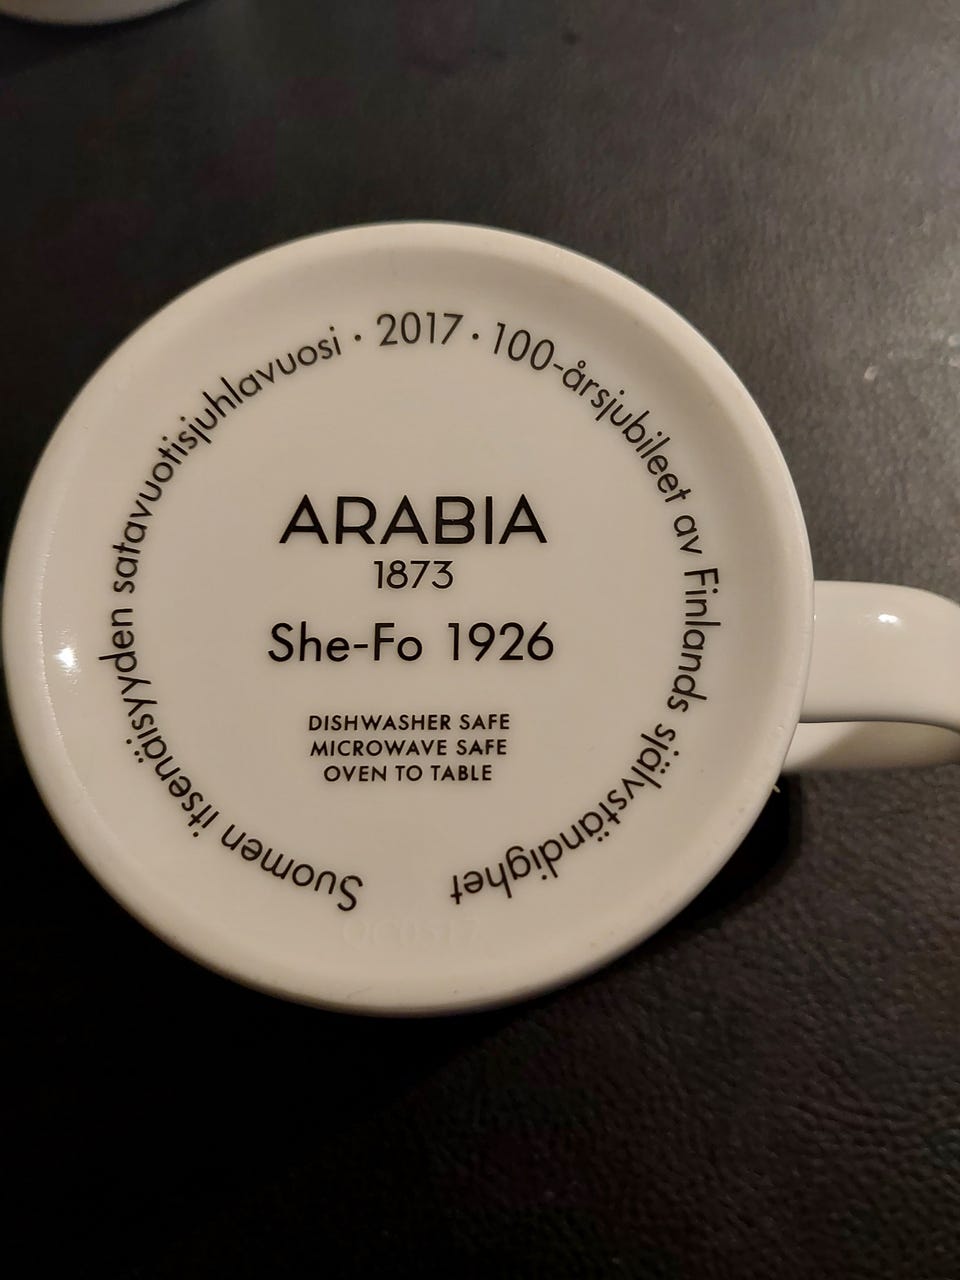 Suomen itsenäisyyden satavuotisjuhlavuosi · 2017 · 100-årsjubileet av Finlands självständighet
ARABIA
1873
She-Fo 1926
DISHWASHER SAFE
MICROWAVE SAFE
OVEN TO TABLE